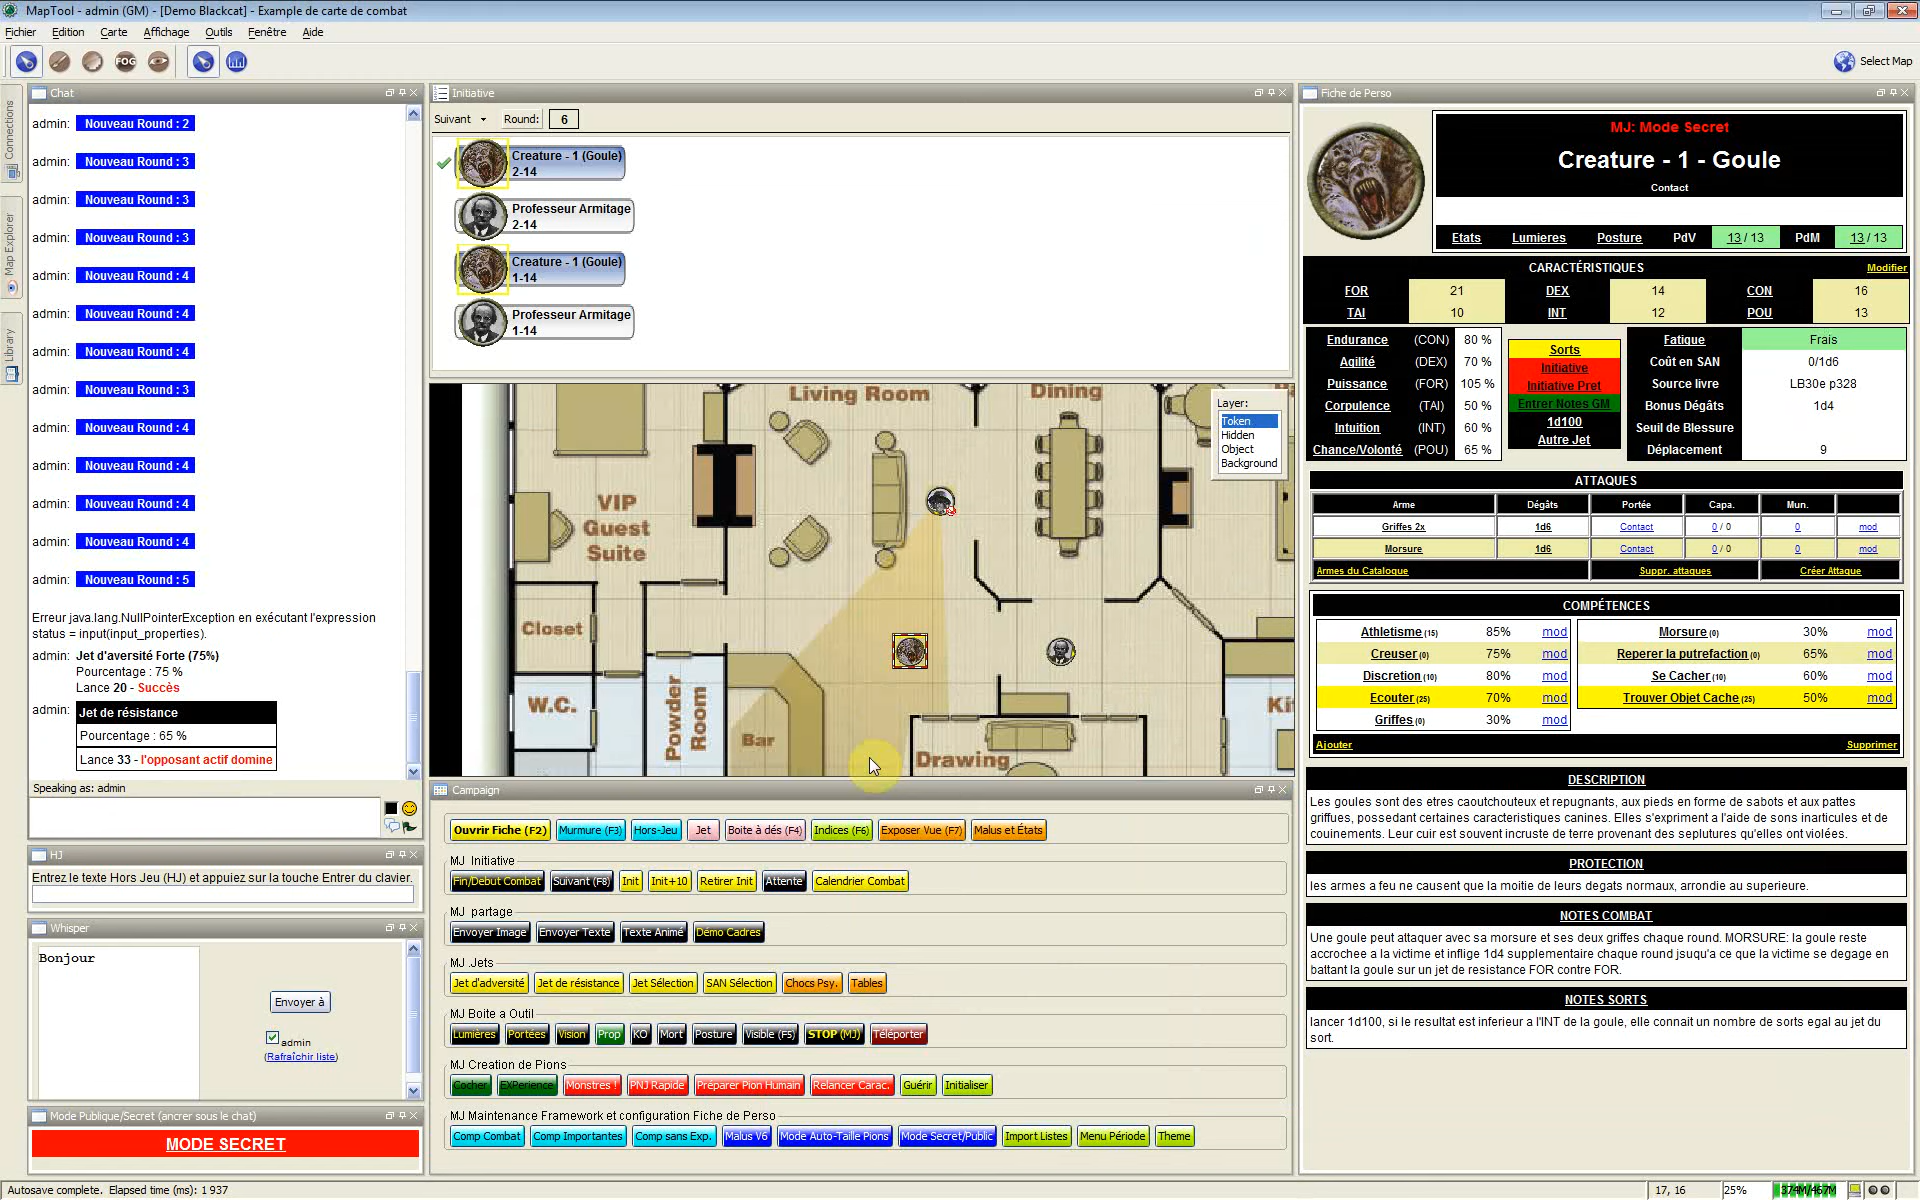 MapTool - admin (GM) - [Demo Blackcat] - Example de carte de combat
Fichier Edition Carte Affichage Outils Fenêtre Aide
FOG
Select Map
Connections
Map Explorer
Library
Chat
admin: Nouveau Round : 2
admin: Nouveau Round : 3
admin: Nouveau Round : 3
admin: Nouveau Round : 3
admin: Nouveau Round : 4
admin: Nouveau Round : 4
admin: Nouveau Round : 4
admin: Nouveau Round : 3
admin: Nouveau Round : 4
admin: Nouveau Round : 4
admin: Nouveau Round : 4
admin: Nouveau Round : 4
admin: Nouveau Round : 5
Erreur java.lang.NullPointerException en exécutant l'expression
status = input(input_properties).
admin: Jet d'aversité Forte (75%)
Pourcentage : 75 %
Lance 20 - Succès
admin: Jet de résistance
Pourcentage : 65 %
Lance 33 - l'opposant actif domine
Speaking as: admin
HJ
Entrez le texte Hors Jeu (HJ) et appuiez sur la touche Entrer du clavier.
Whisper
Bonjour
Envoyer à
admin
(Rafraîchir liste)
Mode Publique/Secret (ancrer sous le chat)
MODE SECRET
Initiative
Suivant Round: 6
Creature - 1 (Goule)
2-14
Professeur Armitage
2-14
Creature - 1 (Goule)
1-14
Professeur Armitage
1-14
Living Room
Dining
VIP
Guest
Suite
Closet
W.C.
Powder
Room
Bar
Drawing
Ki
Layer:
Token
Hidden
Object
Background
Campaign
Ouvrir Fiche (F2) Murmure (F3) Hors-Jeu Jet Boite à dés (F4) Indices (F6) Exposer Vue (F7) Malus et États
MJ Initiative
Fin/Debut Combat Suivant (F8) Init Init+10 Retirer Init Attente Calendrier Combat
MJ partage
Envoyer Image Envoyer Texte Texte Animé Démo Cadres
MJ .Jets
Jet d'adversité Jet de résistance Jet Sélection SAN Sélection Chocs Psy. Tables
MJ Boite a Outil
Lumières Portées Vision Prop KO Mort Posture Visible (F5) STOP (MJ) Téléporter
MJ Creation de Pions
Cocher EXPerience Monstres ! PNJ Rapide Préparer Pion Humain Relancer Carac. Guérir Initialiser
MJ Maintenance Framework et configuration Fiche de Perso
Comp Combat Comp Importantes Comp sans Exp. Malus V6 Mode Auto-Taille Pions Mode Secret/Public Import Listes Menu Période Theme
Fiche de Perso
MJ: Mode Secret
Creature - 1 - Goule
Contact
Etats Lumieres Posture PdV 13 / 13 PdM 13 / 13
CARACTÉRISTIQUES Modifier
FOR 21 DEX 14 CON 16
TAI 10 INT 12 POU 13
Endurance (CON) 80 %
Agilité (DEX) 70 %
Puissance (FOR) 105 %
Corpulence (TAI) 50 %
Intuition (INT) 60 %
Chance/Volonté (POU) 65 %
Sorts
Initiative
Initiative Pret
Entrer Notes GM
1d100
Autre Jet
Fatigue Frais
Coût en SAN 0/1d6
Source livre LB30e p328
Bonus Dégâts 1d4
Seuil de Blessure
Déplacement 9
ATTAQUES
Arme Dégâts Portée Capa. Mun.
Griffes 2x 1d6 Contact 0 / 0 0 mod
Morsure 1d6 Contact 0 / 0 0 mod
Armes du Catalogue Suppr. attaques Créer Attaque
COMPÉTENCES
Athletisme (15) 85% mod Morsure (0) 30% mod
Creuser (0) 75% mod Reperer la putrefaction (0) 65% mod
Discretion (10) 80% mod Se Cacher (10) 60% mod
Ecouter (25) 70% mod Trouver Objet Cache (25) 50% mod
Griffes (0) 30% mod
Ajouter Supprimer
DESCRIPTION
Les goules sont des etres caoutchouteux et repugnants, aux pieds en forme de sabots et aux pattes
griffues, possedant certaines caracteristiques canines. Elles s'expriment a l'aide de sons inarticules et de
couinements. Leur cuir est souvent incruste de terre provenant des seplutures qu'elles ont violées.
PROTECTION
les armes a feu ne causent que la moitie de leurs degats normaux, arrondie au superieure.
NOTES COMBAT
Une goule peut attaquer avec sa morsure et ses deux griffes chaque round. MORSURE: la goule reste
accrochee a la victime et inflige 1d4 supplementaire chaque round jsuqu'a ce que la victime se degage en
battant la goule sur un jet de resistance FOR contre FOR.
NOTES SORTS
lancer 1d100, si le resultat est inferieur a l'INT de la goule, elle connait un nombre de sorts egal au jet du
sort.
Autosave complete. Elapsed time (ms): 1 937
17, 16 25% 374M/467M